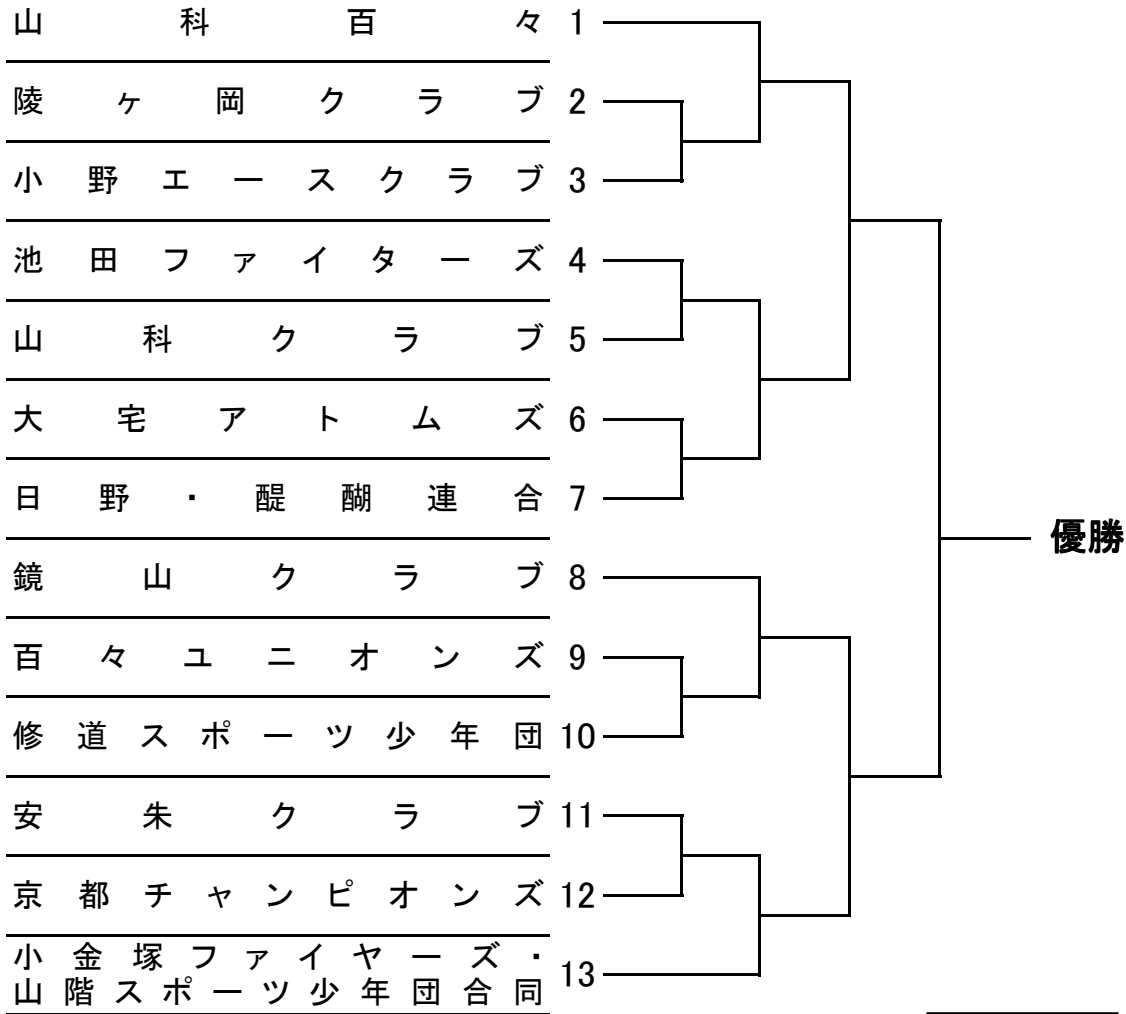 山科百々 1
陵ヶ岡クラブ 2
小野エースクラブ 3
池田ファイターズ 4
山科クラブ 5
大宅アトムズ 6
日野・醍醐連合 7
優勝
鏡山クラブ 8
百々ユニオンズ 9
修道スポーツ少年団 10
安朱クラブ 11
京都チャンピオンズ 12
小金塚ファイヤーズ・
山階スポーツ少年団合同 13